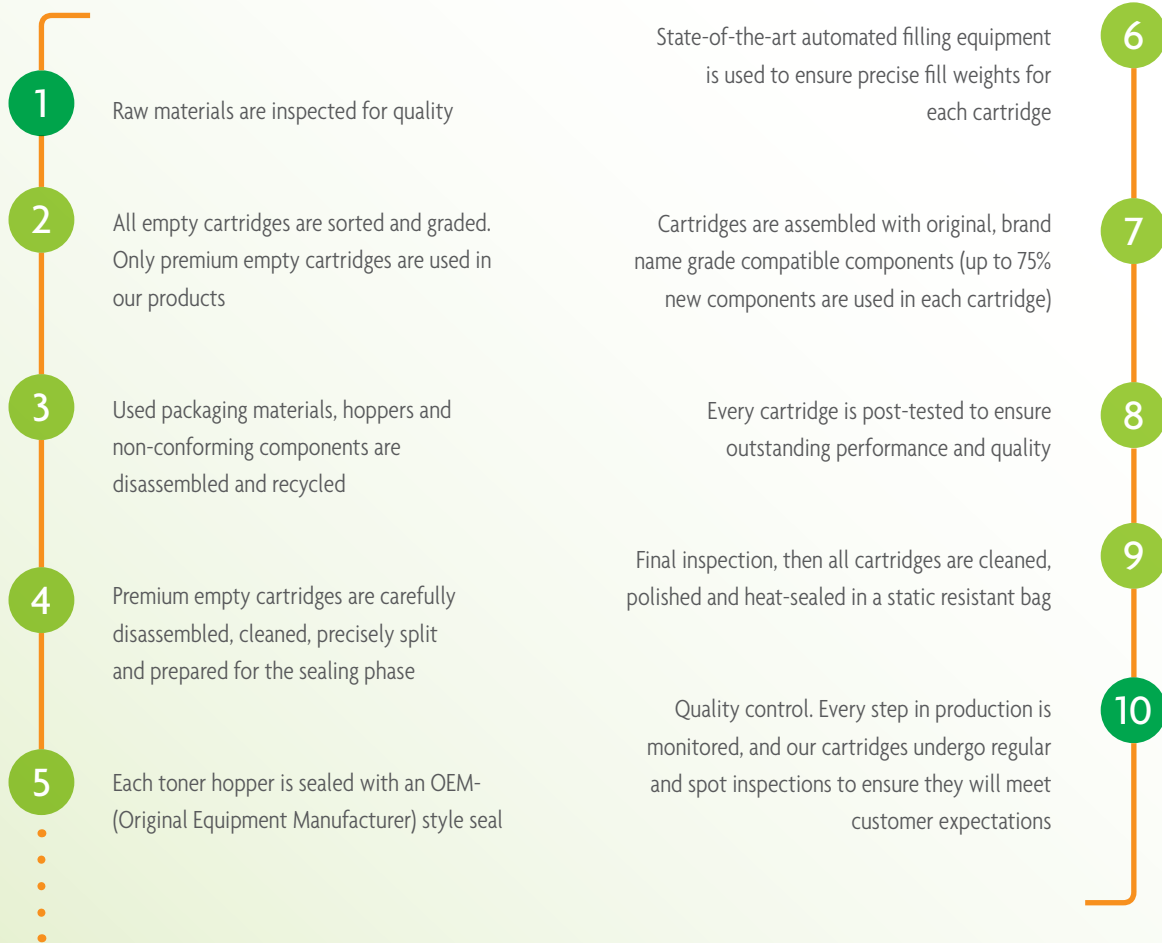 1
Raw materials are inspected for quality
2
All empty cartridges are sorted and graded.
Only premium empty cartridges are used in
our products
3
Used packaging materials, hoppers and
non-conforming components are
disassembled and recycled
4
Premium empty cartridges are carefully
disassembled, cleaned, precisely split
and prepared for the sealing phase
5
Each toner hopper is sealed with an OEM-
(Original Equipment Manufacturer) style seal
6
State-of-the-art automated filling equipment
is used to ensure precise fill weights for
each cartridge
7
Cartridges are assembled with original, brand
name grade compatible components (up to 75%
new components are used in each cartridge)
8
Every cartridge is post-tested to ensure
outstanding performance and quality
9
Final inspection, then all cartridges are cleaned,
polished and heat-sealed in a static resistant bag
10
Quality control. Every step in production is
monitored, and our cartridges undergo regular
and spot inspections to ensure they will meet
customer expectations